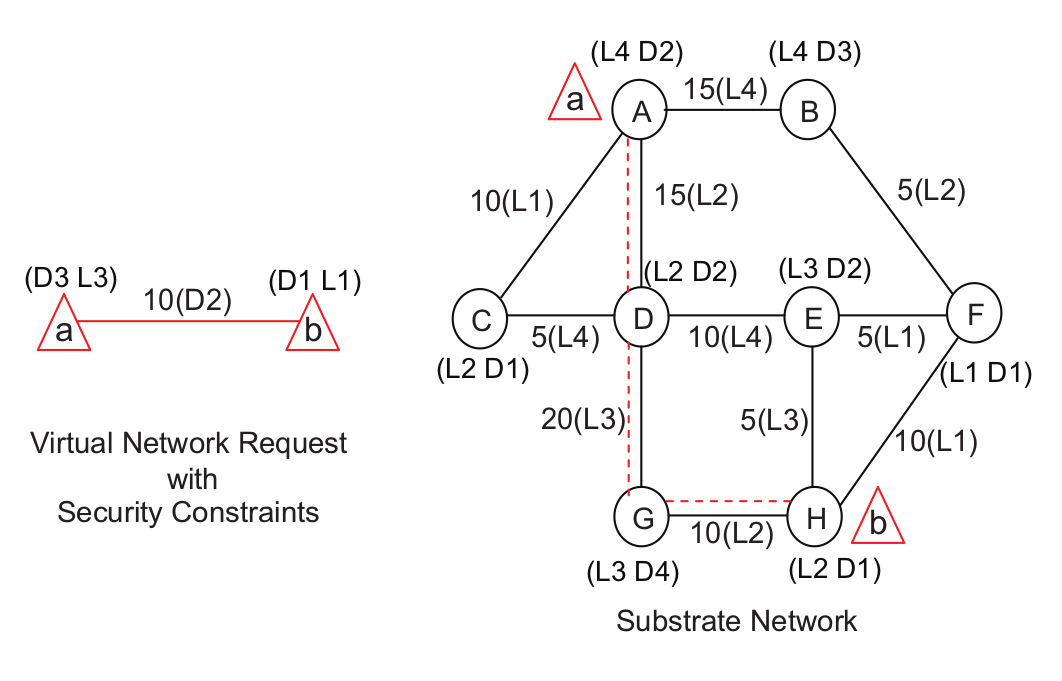 (L4 D2)
(L4 D3)
a
A
15(L4)
B
10(L1)
15(L2)
5(L2)
(D3 L3)
10(D2)
(D1 L1)
a
b
(L2 D2)
(L3 D2)
C
5(L4)
D
10(L4)
E
5(L1)
F
(L2 D1)
(L1 D1)
20(L3)
5(L3)
10(L1)
Virtual Network Request
with
Security Constraints
G
10(L2)
H
b
(L3 D4)
(L2 D1)
Substrate Network